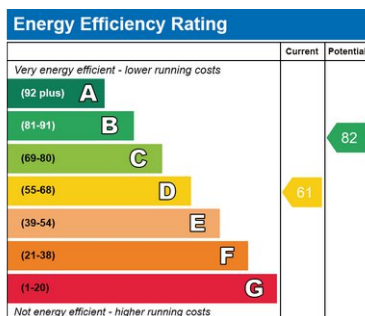 Energy Efficiency Rating
Current Potential
Very energy efficient - lower running costs
(92 plus) A
(81-91) B
82
(69-80) C
(55-68) D
61
(39-54) E
(21-38) F
(1-20) G
Not energy efficient - higher running costs